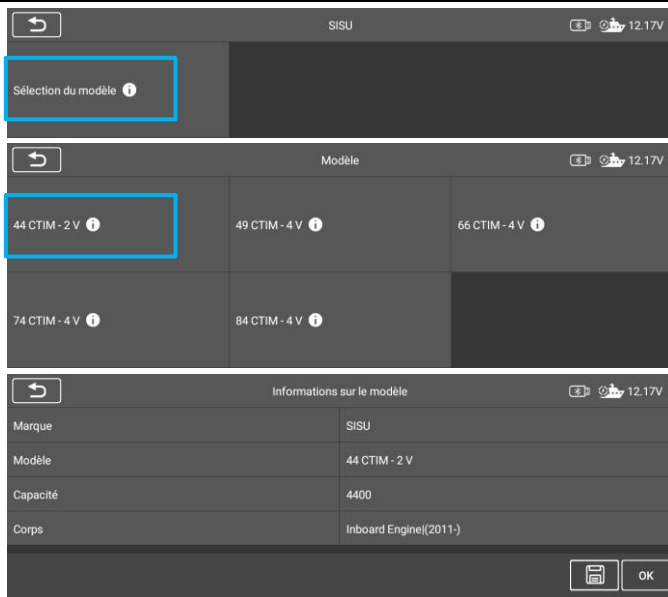 SISU 12.17V
Sélection du modèle
Modèle 12.17V
44 CTIM - 2 V 49 CTIM - 4 V 66 CTIM - 4 V
74 CTIM - 4 V 84 CTIM - 4 V
Informations sur le modèle 12.17V
Marque SISU
Modèle 44 CTIM - 2 V
Capacité 4400
Corps Inboard Engine|(2011-)
OK